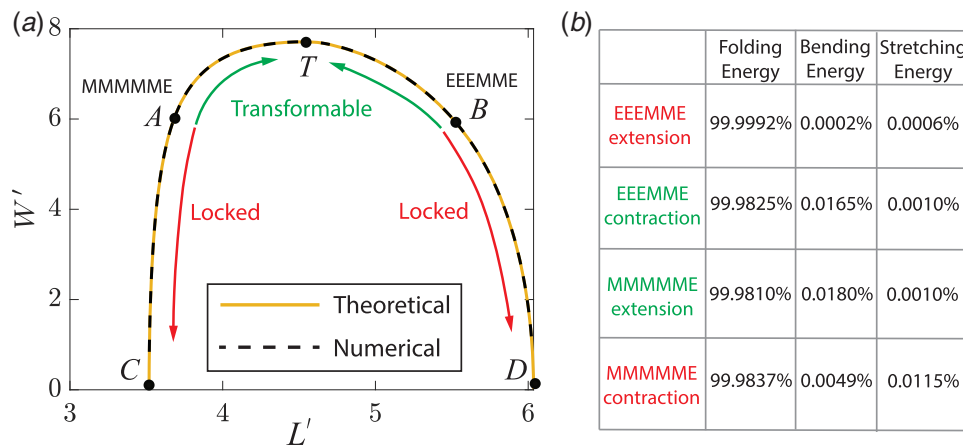 (a)
8
6
4
2
0
3
4
5
6
W′
L′
MMMMME
EEEMME
A
T
B
C
D
Transformable
Locked
Locked
Theoretical
Numerical
(b)
Folding Energy
Bending Energy
Stretching Energy
EEEMME extension
99.9992%
0.0002%
0.0006%
EEEMME contraction
99.9825%
0.0165%
0.0010%
MMMMME extension
99.9810%
0.0180%
0.0010%
MMMMME contraction
99.9837%
0.0049%
0.0115%